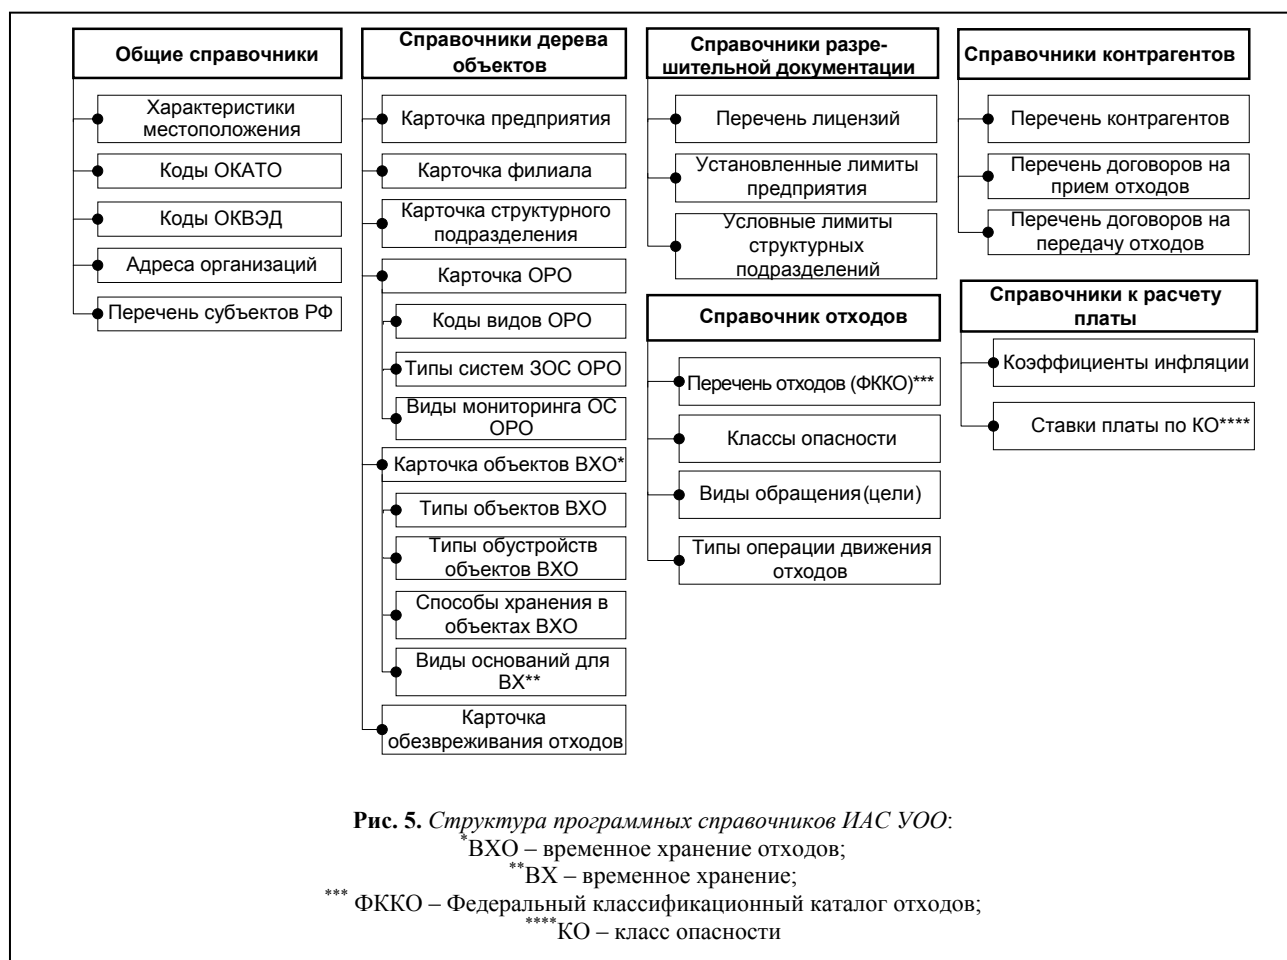 Общие справочники
Характеристики
местоположения
Коды ОКАТО
Коды ОКВЭД
Адреса организаций
Перечень субъектов РФ
Справочники дерева
объектов
Карточка предприятия
Карточка филиала
Карточка структурного
подразделения
Карточка ОРО
Коды видов ОРО
Типы систем ЗОС ОРО
Виды мониторинга ОС
ОРО
Карточка объектов ВХО*
Типы объектов ВХО
Типы обустройств
объектов ВХО
Способы хранения в
объектах ВХО
Виды оснований для
ВХ**
Карточка
обезвреживания отходов
Справочники разре-
шительной документации
Перечень лицензий
Установленные лимиты
предприятия
Условные лимиты
структурных
подразделений
Справочник отходов
Перечень отходов (ФККО)***
Классы опасности
Виды обращения (цели)
Типы операции движения
отходов
Справочники контрагентов
Перечень контрагентов
Перечень договоров на
прием отходов
Перечень договоров на
передачу отходов
Справочники к расчету
платы
Коэффициенты инфляции
Ставки платы по КО****
Рис. 5. Структура программных справочников ИАС УОО:
*ВХО – временное хранение отходов;
**ВХ – временное хранение;
*** ФККО – Федеральный классификационный каталог отходов;
****КО – класс опасности